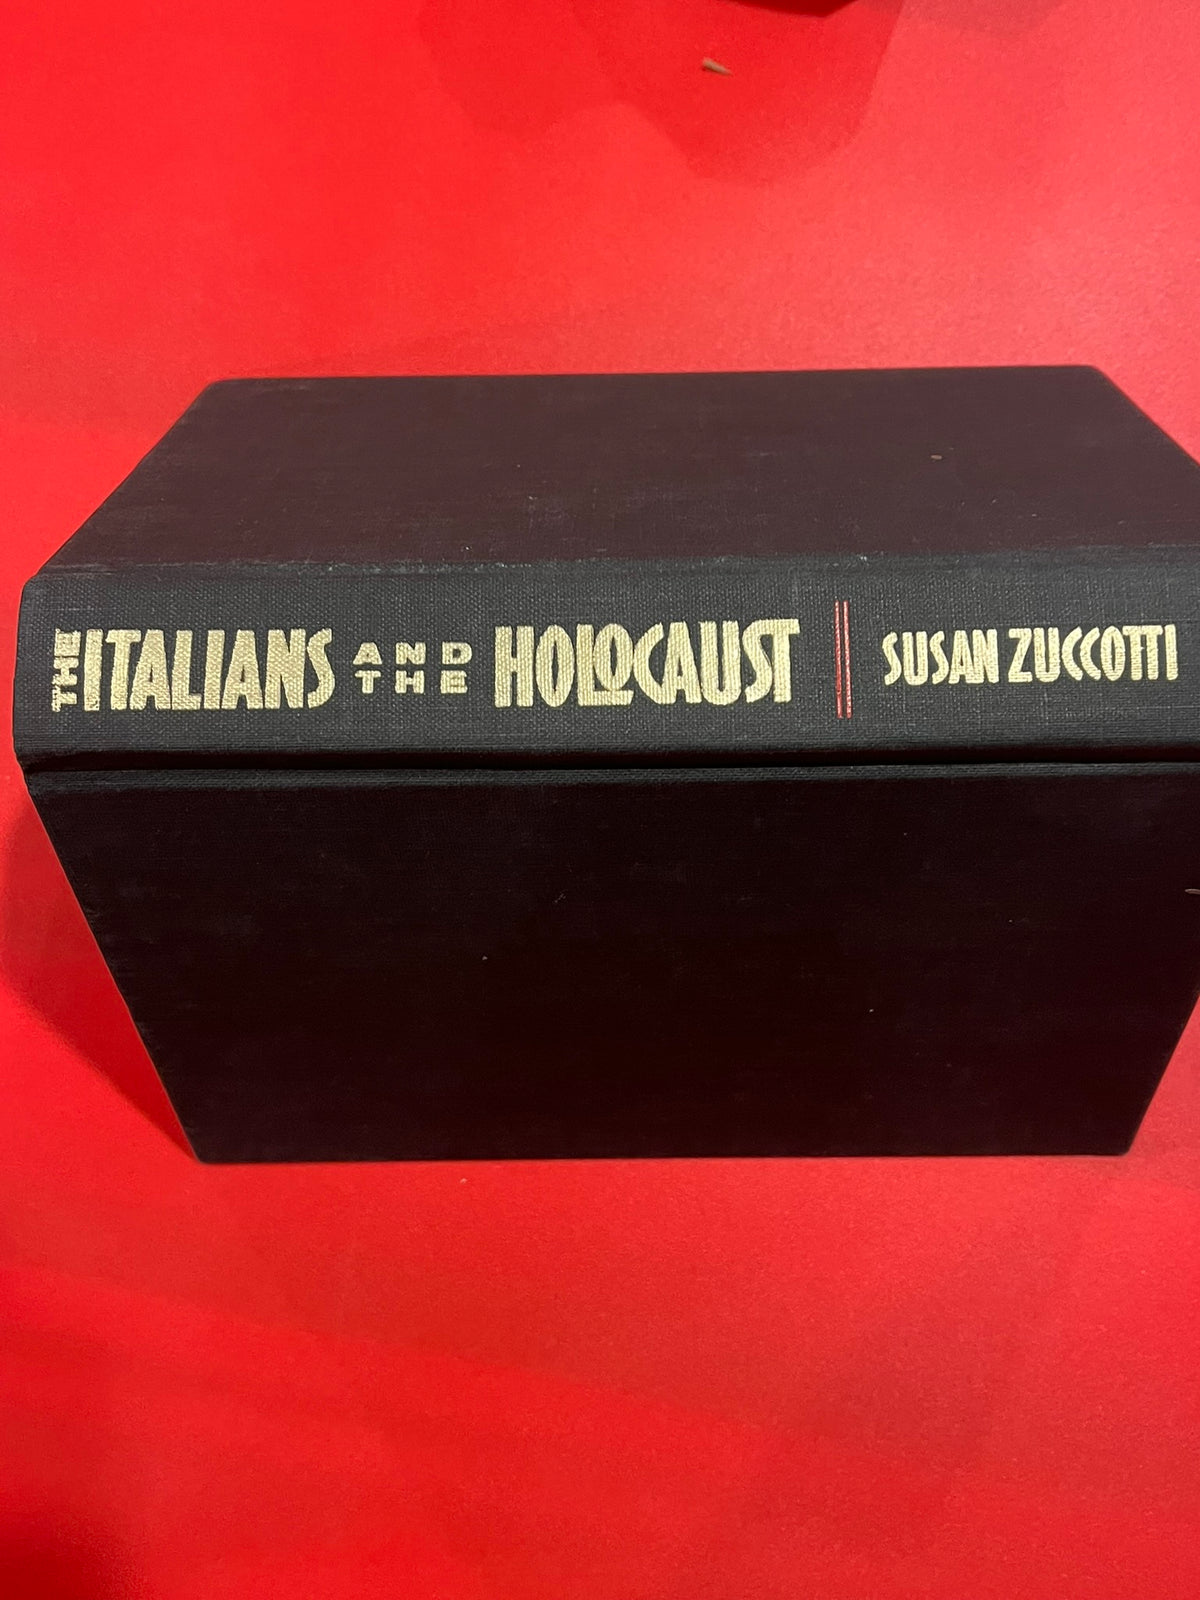 THE ITALIANS AND THE HOLOCAUST
SUSAN ZUCCOTTI